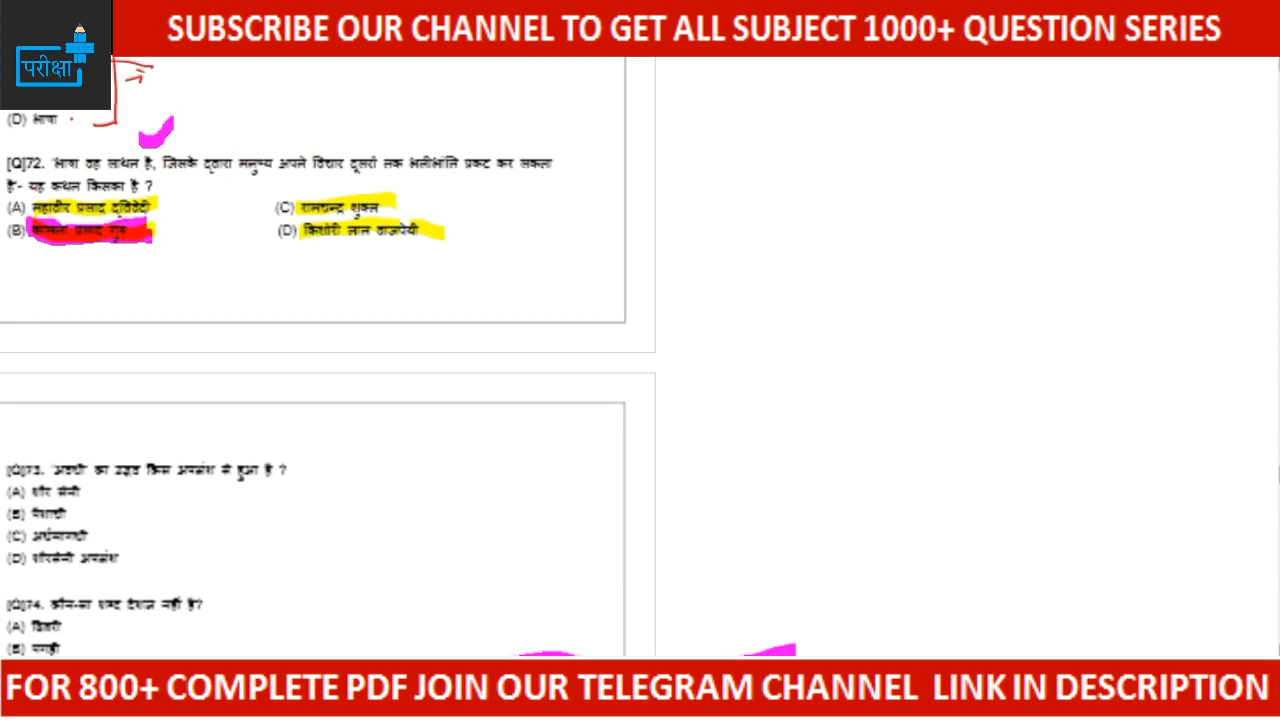 SUBSCRIBE OUR CHANNEL TO GET ALL SUBJECT 1000+ QUESTION SERIES
परीक्षा
(D) भाषा
[Q]72. 'भाषा वह साधन है, जिसके द्वारा मनुष्य अपने विचार दूसरों तक भलीभांति प्रकट कर सकता
है'- यह कथन किसका है ?
(A) महावीर प्रसाद द्विवेदी (C) रामचन्द्र शुक्ल
(B) कामता प्रसाद गुरु (D) किशोरी लाल वाजपेयी
[Q]73. 'अवधी' का उद्भव किस अपभ्रंश से हुआ है ?
(A) शौर सेनी
(B) पैशाची
(C) अर्धमागधी
(D) शौरसेनी अपभ्रंश
[Q]74. कौन-सा शब्द देशज नहीं है?
(A)
(B) पगड़ी
FOR 800+ COMPLETE PDF JOIN OUR TELEGRAM CHANNEL LINK IN DESCRIPTION